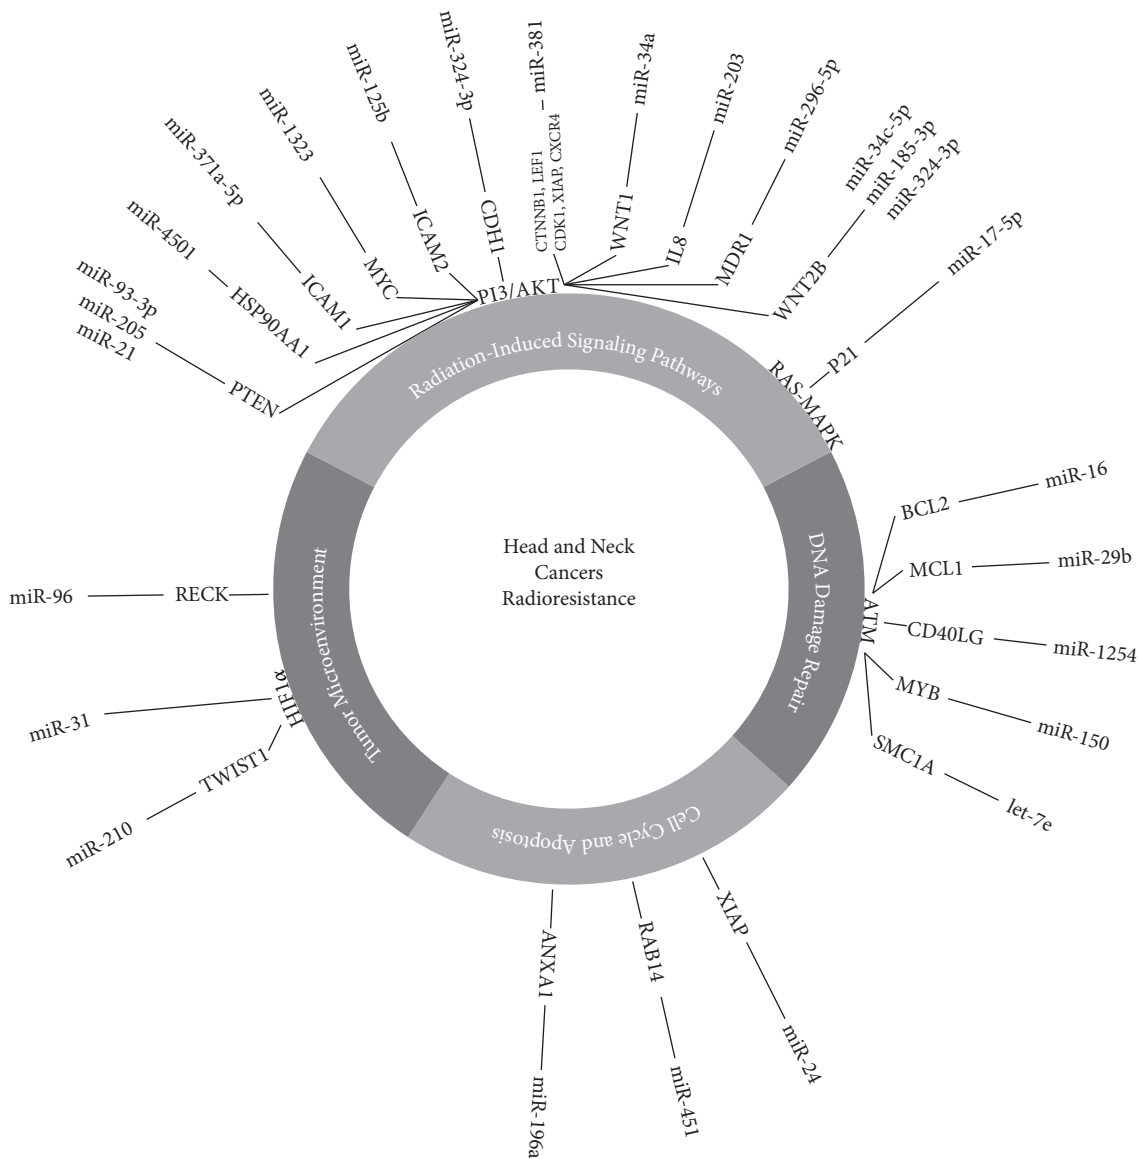 miR-381
miR-324-3p
miR-34a
miR-125b
miR-203
miR-296-5p
miR-1323
miR-34c-5p
miR-185-3p
miR-324-3p
miR-371a-5p
CTNNB1, LEF1
CDK1, XIAP, CXCR4
CDH1
WNT1
ICAM2
IL8
MDR1
miR-4501
MYC
WNT2B
miR-17-5p
miR-93-3p
miR-205
miR-21
HSP90AA1
ICAM1
PI3/AKT
PTEN
P21
RAS-MAPK
Radiation-Induced Signaling Pathways
miR-16
BCL2
miR-29b
MCL1
ATM
CD40LG
miR-1254
MYB
miR-150
SMC1A
let-7e
DNA Damage Repair
Head and Neck
Cancers
Radioresistance
Tumor Microenvironment
miR-96
RECK
HIF1α
miR-31
TWIST1
miR-210
Cell Cycle and Apoptosis
ANXA1
RAB14
XIAP
miR-24
miR-451
miR-196a